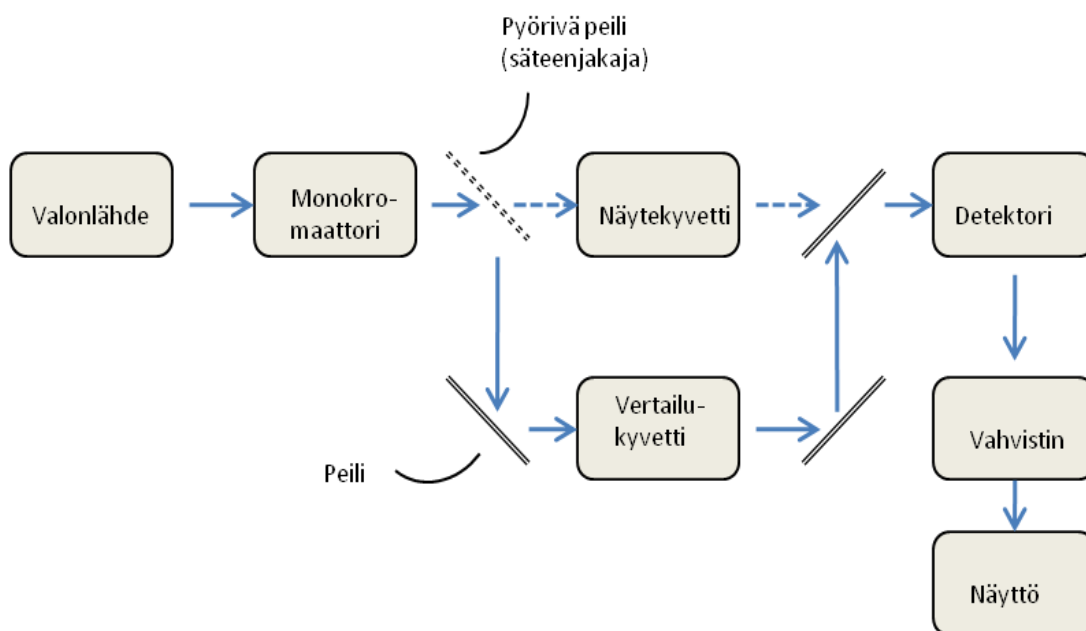 Pyörivä peili
(säteenjakaja)
Valonlähde
Monokro-
maattori
Näytekyvetti
Detektori
Peili
Vertailu-
kyvetti
Vahvistin
Näyttö